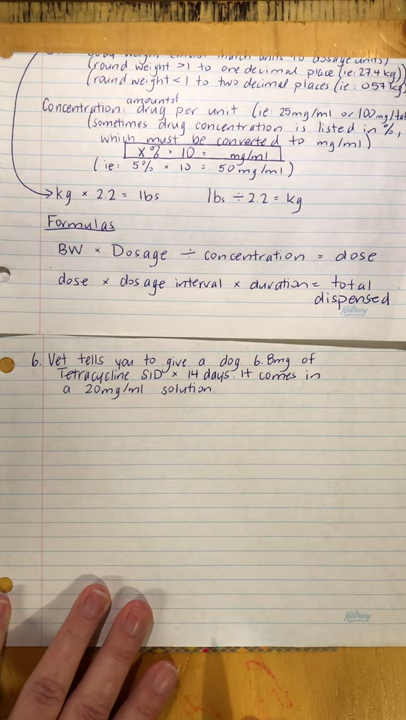 (round weight >1 to one decimal place (ie: 27.4 kg)
(round weight <1 to two decimal places (ie: 0.59 kg)
amount of
Concentration: drug per unit (ie: 25mg/ml or 100mg/tab
(sometimes drug concentration is listed in %,
which must be converted to mg/ml)
X% × 10 = mg/ml
(ie: 5% × 10 = 50mg/ml)
kg × 2.2 = lbs lbs ÷ 2.2 = kg
Formulas
BW × Dosage ÷ concentration = dose
dose × dosage interval × duration = total
dispensed
Hilroy
6. Vet tells you to give a dog 6.8mg of
Tetracycline SID × 14 days. It comes in
a 20mg/ml solution.
Hilroy